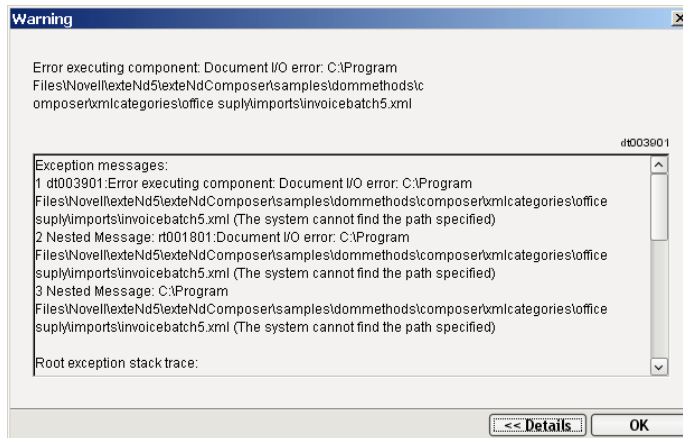 Warning
Error executing component: Document I/O error: C:\Program
Files\Novell\exteNd5\exteNdComposer\samples\dommethods\c
omposer\xmlcategories\office suply\imports\invoicebatch5.xml
dt003901
Exception messages:
1 dt003901:Error executing component: Document I/O error: C:\Program
Files\Novell\exteNd5\exteNdComposer\samples\dommethods\composer\xmlcategories\office
suply\imports\invoicebatch5.xml (The system cannot find the path specified)
2 Nested Message: rt001801:Document I/O error: C:\Program
Files\Novell\exteNd5\exteNdComposer\samples\dommethods\composer\xmlcategories\office
suply\imports\invoicebatch5.xml (The system cannot find the path specified)
3 Nested Message: C:\Program
Files\Novell\exteNd5\exteNdComposer\samples\dommethods\composer\xmlcategories\office
suply\imports\invoicebatch5.xml (The system cannot find the path specified)
Root exception stack trace:
<< Details OK